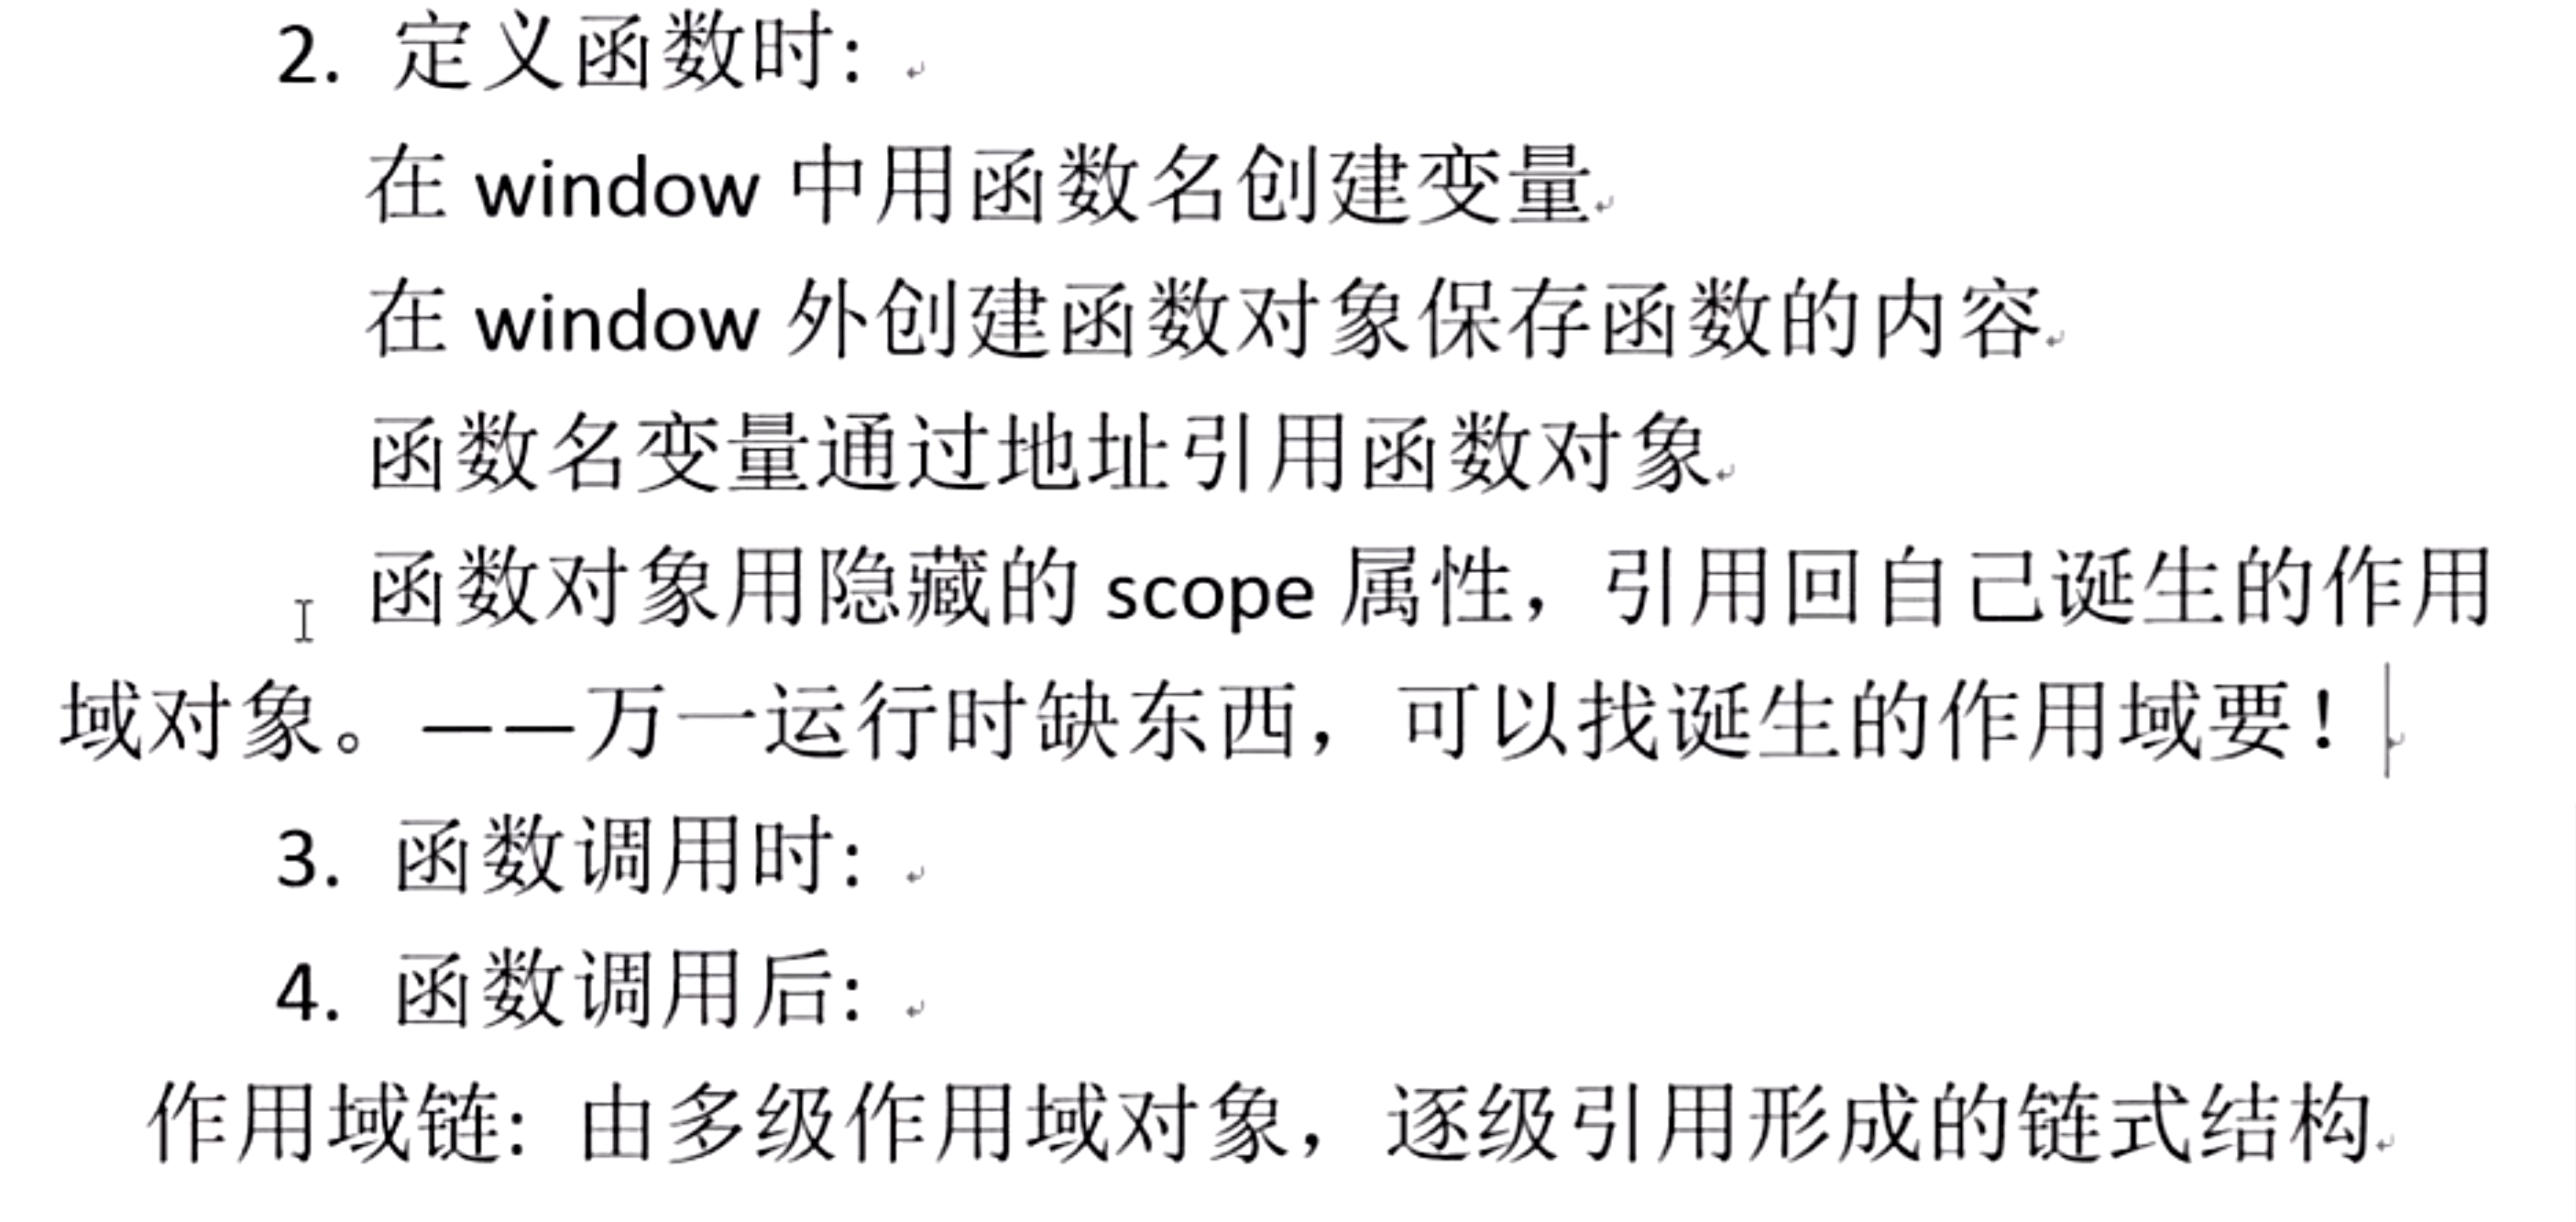 2. 定义函数时:
在 window 中用函数名创建变量
在 window 外创建函数对象保存函数的内容
函数名变量通过地址引用函数对象
函数对象用隐藏的 scope 属性，引用回自己诞生的作用
域对象。——万一运行时缺东西，可以找诞生的作用域要！
3. 函数调用时:
4. 函数调用后:
作用域链: 由多级作用域对象，逐级引用形成的链式结构